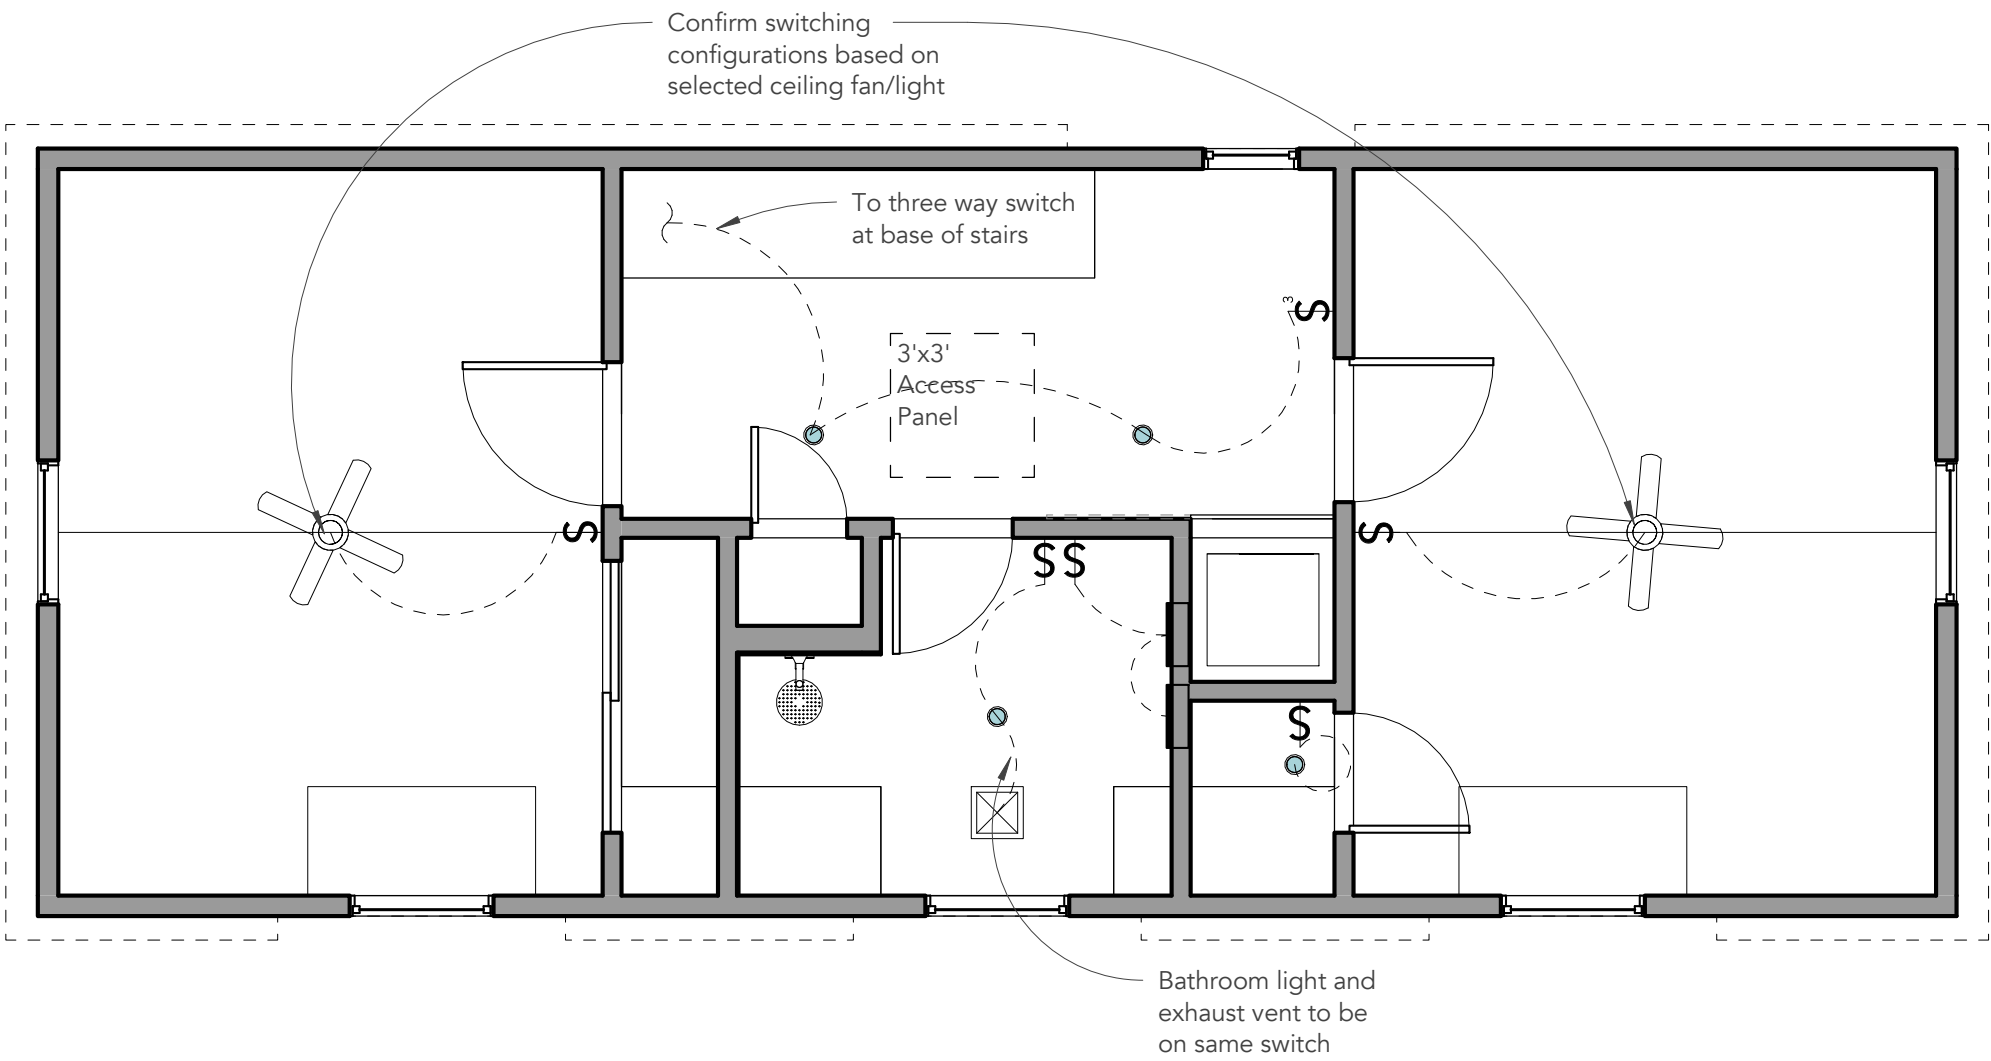 Confirm switching
configurations based on
selected ceiling fan/light
To three way switch
at base of stairs
3
$
3'x3'
Access
Panel
$
$
$$
$
Bathroom light and
exhaust vent to be
on same switch